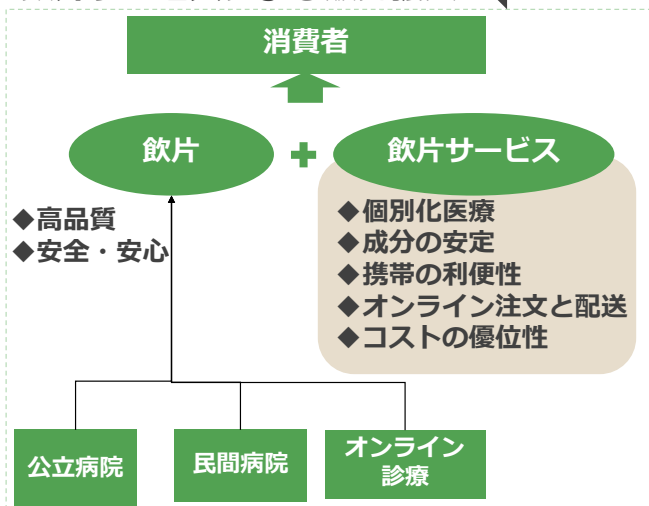 消費者
飲片
飲片サービス
◆高品質
◆安全・安心
◆個別化医療
◆成分の安定
◆携帯の利便性
◆オンライン注文と配送
◆コストの優位性
公立病院
民間病院
オンライン
診療